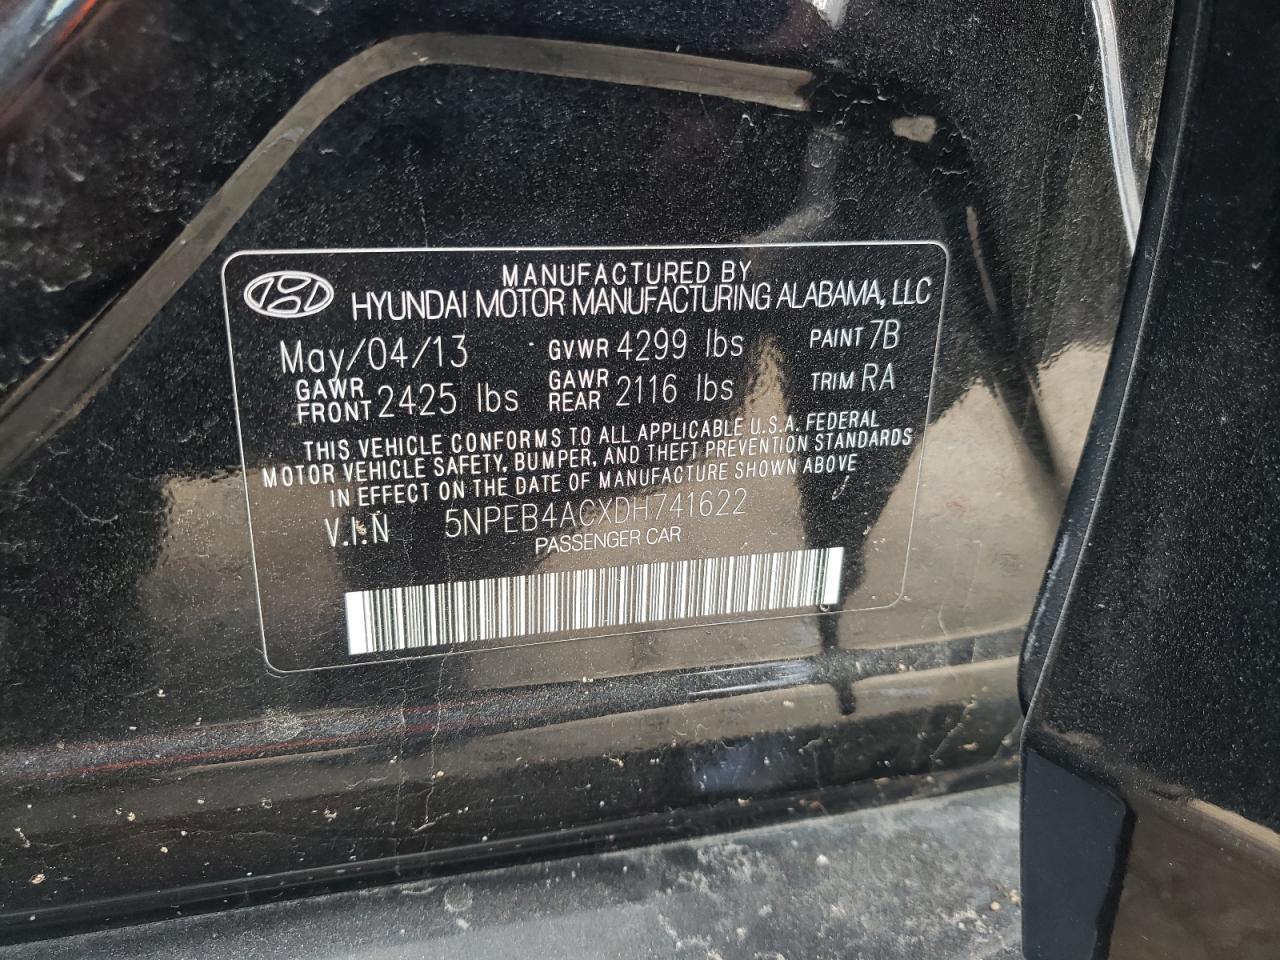 MANUFACTURED BY
HYUNDAI MOTOR MANUFACTURING ALABAMA, LLC
May/04/13 GVWR 4299 lbs PAINT 7B
GAWR FRONT 2425 lbs GAWR REAR 2116 lbs TRIM RA
THIS VEHICLE CONFORMS TO ALL APPLICABLE U.S.A. FEDERAL
MOTOR VEHICLE SAFETY, BUMPER, AND THEFT PREVENTION STANDARDS
IN EFFECT ON THE DATE OF MANUFACTURE SHOWN ABOVE
V.I.N 5NPEB4ACXDH741622
PASSENGER CAR